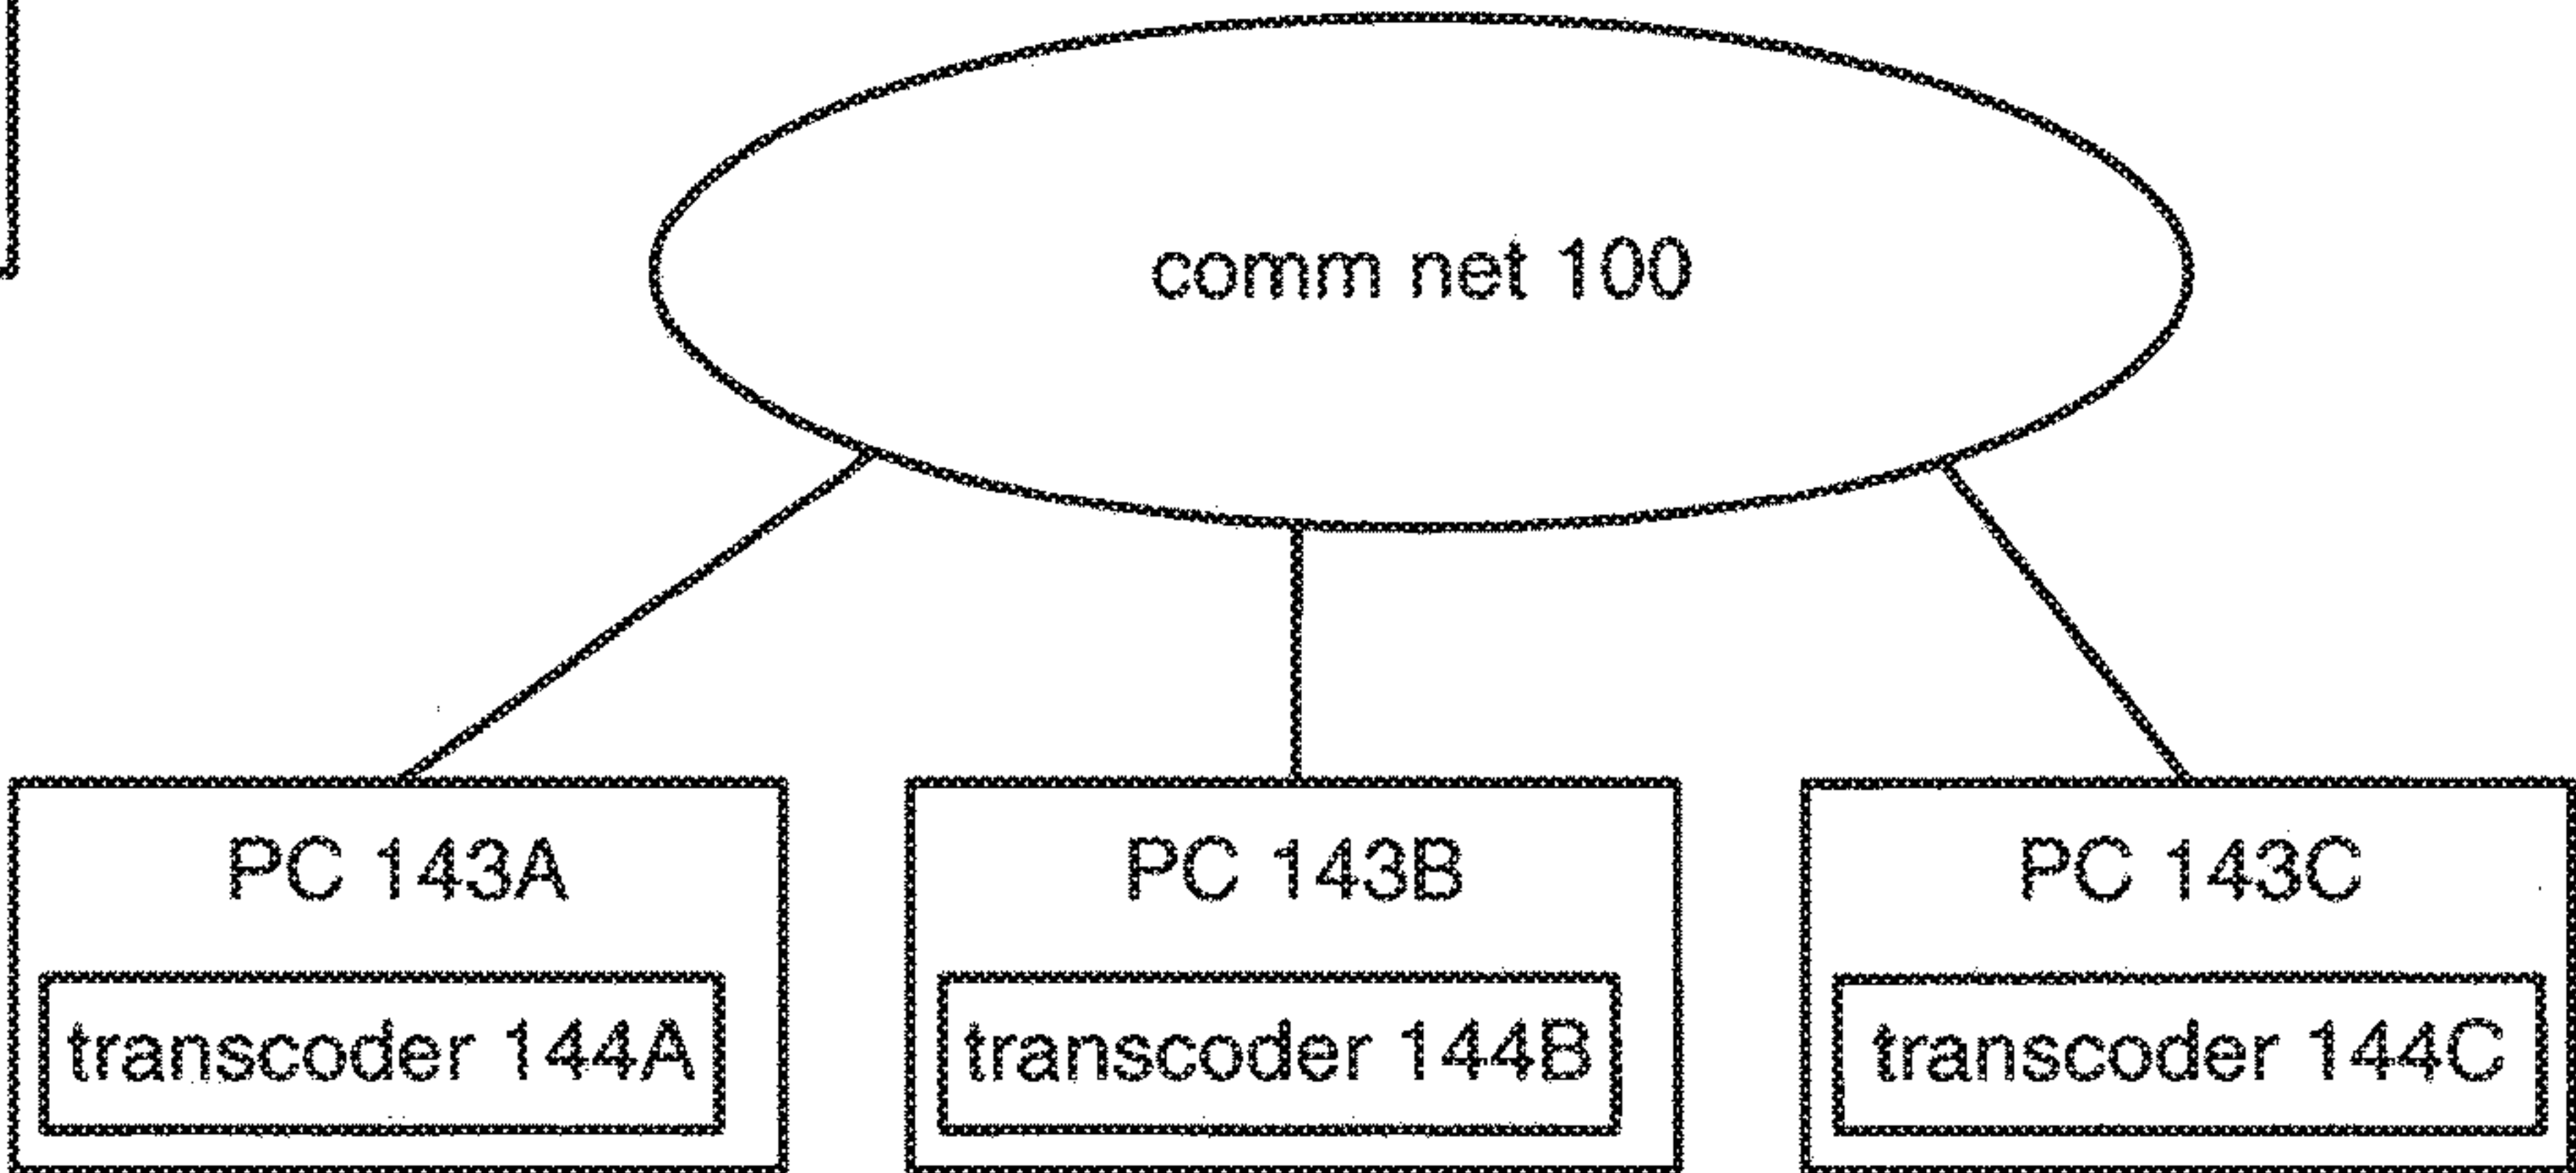 comm net 100
PC 143A
PC 143B
PC 143C
transcoder 144A
transcoder 144B
transcoder 144C